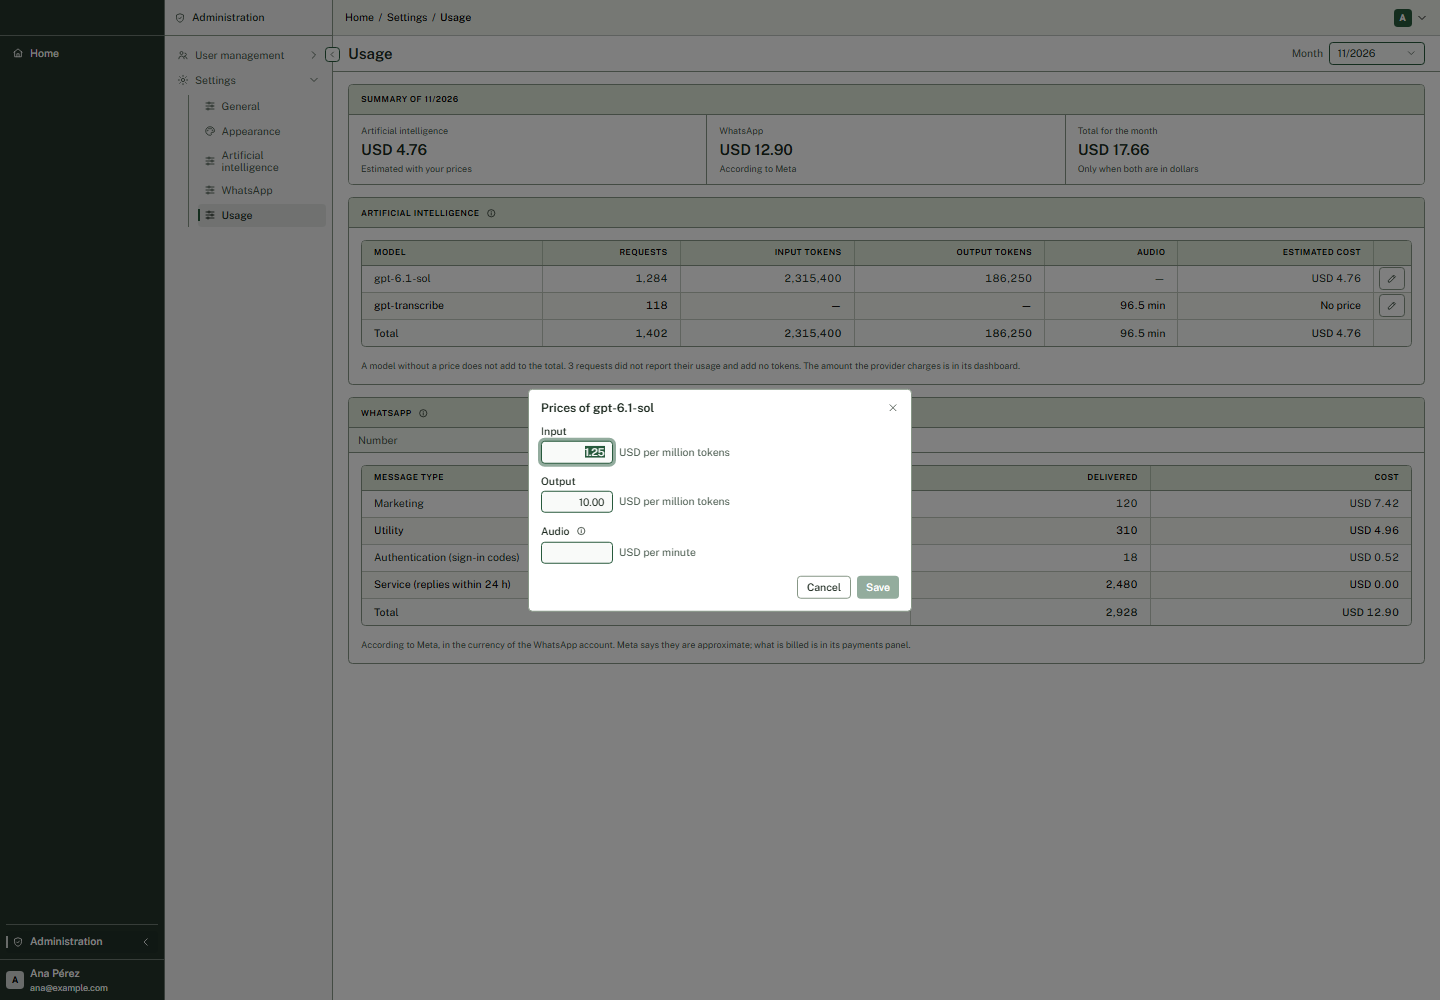 Administration
Home / Settings / Usage
A
Home
User management
Usage
Month
11/2026
Settings
General
Appearance
Artificial
intelligence
WhatsApp
Usage
SUMMARY OF 11/2026
Artificial intelligence
USD 4.76
Estimated with your prices
WhatsApp
USD 12.90
According to Meta
Total for the month
USD 17.66
Only when both are in dollars
ARTIFICIAL INTELLIGENCE
MODEL REQUESTS INPUT TOKENS OUTPUT TOKENS AUDIO ESTIMATED COST
gpt-6.1-sol 1,284 2,315,400 186,250 — USD 4.76
gpt-transcribe 118 — — 96.5 min No price
Total 1,402 2,315,400 186,250 96.5 min USD 4.76
A model without a price does not add to the total. 3 requests did not report their usage and add no tokens. The amount the provider charges is in its dashboard.
WHATSAPP
Number
MESSAGE TYPE DELIVERED COST
Marketing 120 USD 7.42
Utility 310 USD 4.96
Authentication (sign-in codes) 18 USD 0.52
Service (replies within 24 h) 2,480 USD 0.00
Total 2,928 USD 12.90
According to Meta, in the currency of the WhatsApp account. Meta says they are approximate; what is billed is in its payments panel.
Prices of gpt-6.1-sol
Input
1.25 USD per million tokens
Output
10.00 USD per million tokens
Audio
USD per minute
Cancel
Save
Administration
A
Ana Pérez
ana@example.com